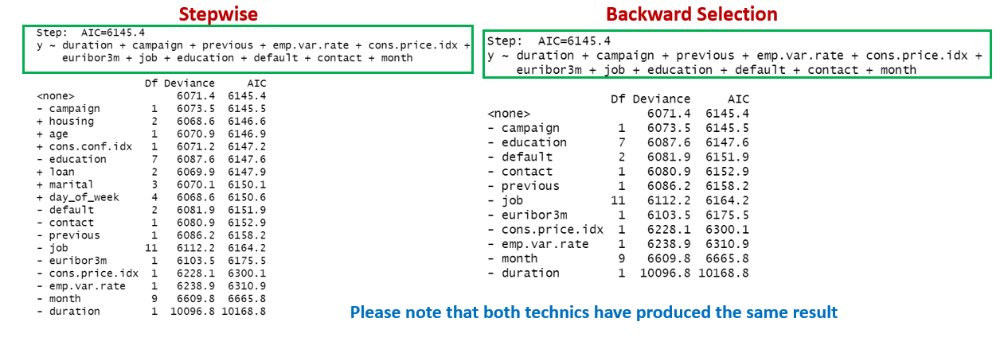 Stepwise
Step:  AIC=6145.4
y ~ duration + campaign + previous + emp.var.rate + cons.price.idx +
    euribor3m + job + education + default + contact + month
                 Df Deviance     AIC
<none>                6071.4  6145.4
- campaign        1   6073.5  6145.5
+ housing         2   6068.6  6146.6
+ age             1   6070.9  6146.9
+ cons.conf.idx   1   6071.2  6147.2
- education       7   6087.6  6147.6
+ loan            2   6069.9  6147.9
+ marital         3   6070.1  6150.1
+ day_of_week     4   6068.6  6150.6
- default         2   6081.9  6151.9
- contact         1   6080.9  6152.9
- previous        1   6086.2  6158.2
- job            11   6112.2  6164.2
- euribor3m       1   6103.5  6175.5
- cons.price.idx  1   6228.1  6300.1
- emp.var.rate    1   6238.9  6310.9
- month           9   6609.8  6665.8
- duration        1  10096.8 10168.8
Backward Selection
Step:  AIC=6145.4
y ~ duration + campaign + previous + emp.var.rate + cons.price.idx +
    euribor3m + job + education + default + contact + month
                 Df Deviance     AIC
<none>                6071.4  6145.4
- campaign        1   6073.5  6145.5
- education       7   6087.6  6147.6
- default         2   6081.9  6151.9
- contact         1   6080.9  6152.9
- previous        1   6086.2  6158.2
- job            11   6112.2  6164.2
- euribor3m       1   6103.5  6175.5
- cons.price.idx  1   6228.1  6300.1
- emp.var.rate    1   6238.9  6310.9
- month           9   6609.8  6665.8
- duration        1  10096.8 10168.8
Please note that both technics have produced the same result